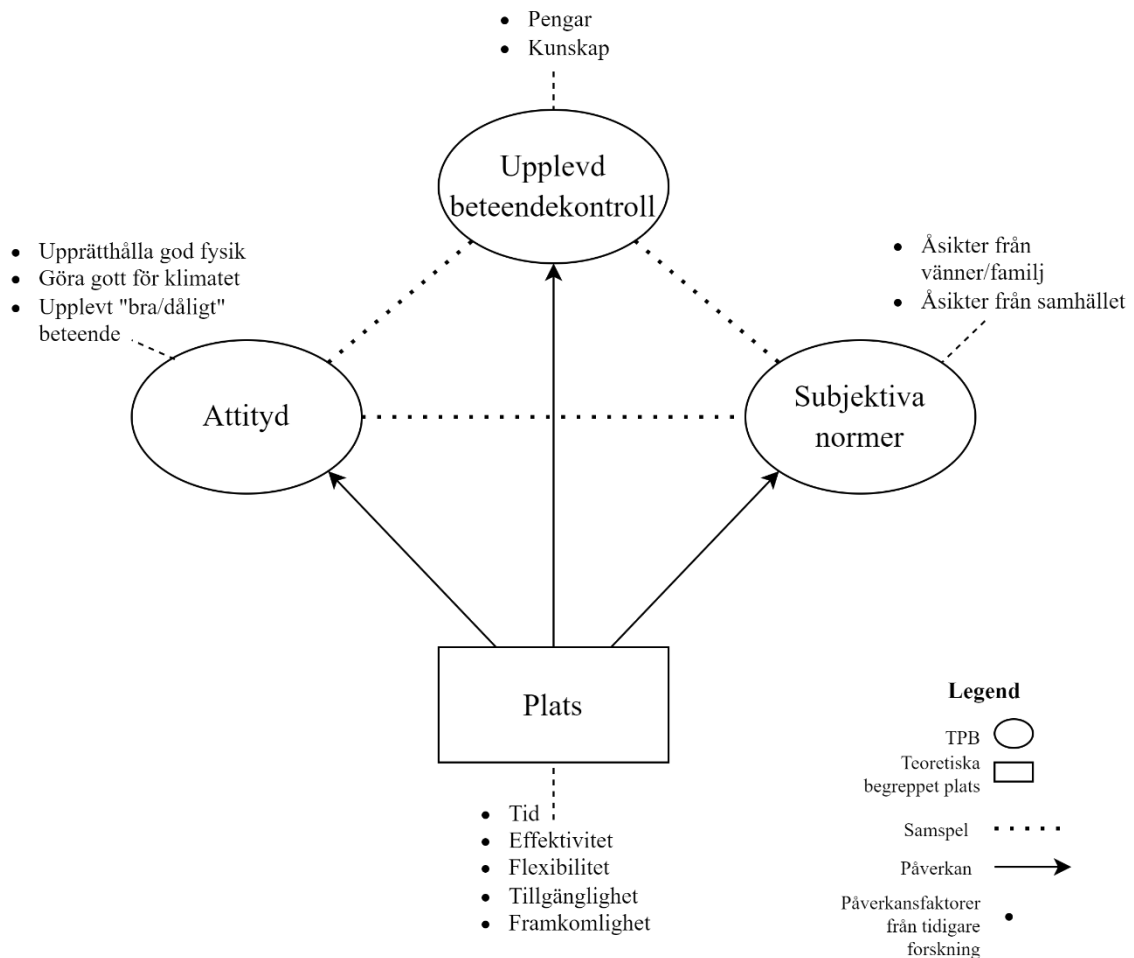 • Pengar
• Kunskap
Upplevd
beteendekontroll
• Upprätthålla god fysik
• Göra gott för klimatet
• Upplevt "bra/dåligt"
beteende
• Åsikter från
vänner/familj
• Åsikter från samhället
Attityd
Subjektiva
normer
Plats
• Tid
• Effektivitet
• Flexibilitet
• Tillgänglighet
• Framkomlighet
Legend
TPB
Teoretiska
begreppet plats
Samspel
Påverkan
Påverkansfaktorer
från tidigare
forskning